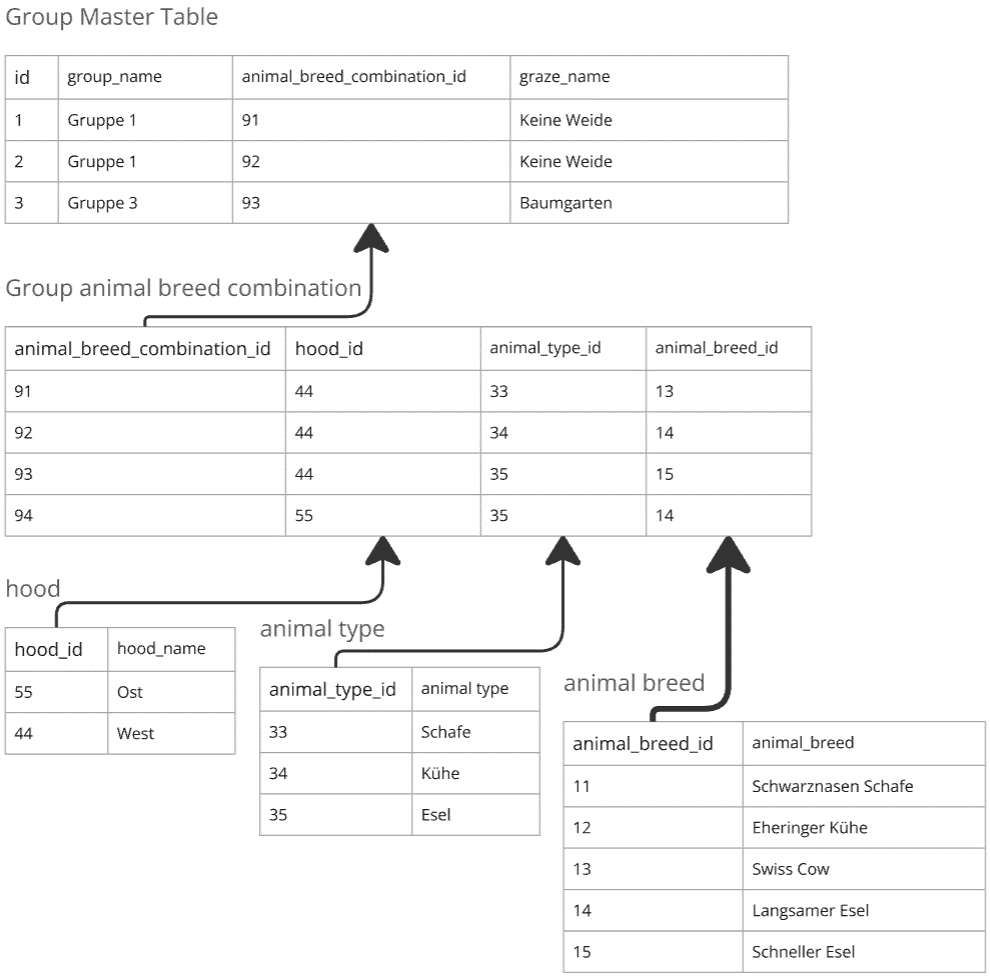 Group Master Table
id group_name animal_breed_combination_id graze_name
1 Gruppe 1 91 Keine Weide
2 Gruppe 1 92 Keine Weide
3 Gruppe 3 93 Baumgarten
Group animal breed combination
animal_breed_combination_id hood_id animal_type_id animal_breed_id
91 44 33 13
92 44 34 14
93 44 35 15
94 55 35 14
hood
hood_id hood_name
55 Ost
44 West
animal type
animal_type_id animal type
33 Schafe
34 Kühe
35 Esel
animal breed
animal_breed_id animal_breed
11 Schwarznasen Schafe
12 Eheringer Kühe
13 Swiss Cow
14 Langsamer Esel
15 Schneller Esel